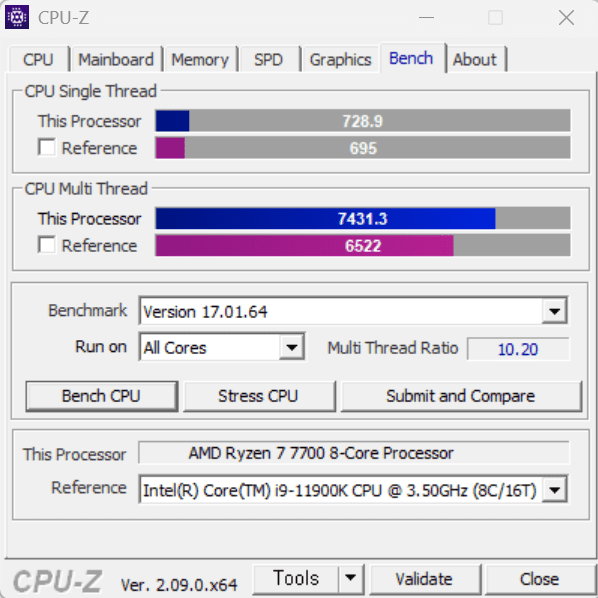 CPU-Z
CPU Mainboard Memory SPD Graphics Bench About
CPU Single Thread
This Processor 728.9
Reference 695
CPU Multi Thread
This Processor 7431.3
Reference 6522
Benchmark Version 17.01.64
Run on All Cores Multi Thread Ratio 10.20
Bench CPU Stress CPU Submit and Compare
This Processor AMD Ryzen 7 7700 8-Core Processor
Reference Intel(R) Core(TM) i9-11900K CPU @ 3.50GHz (8C/16T)
CPU-Z Ver. 2.09.0.x64 Tools Validate Close